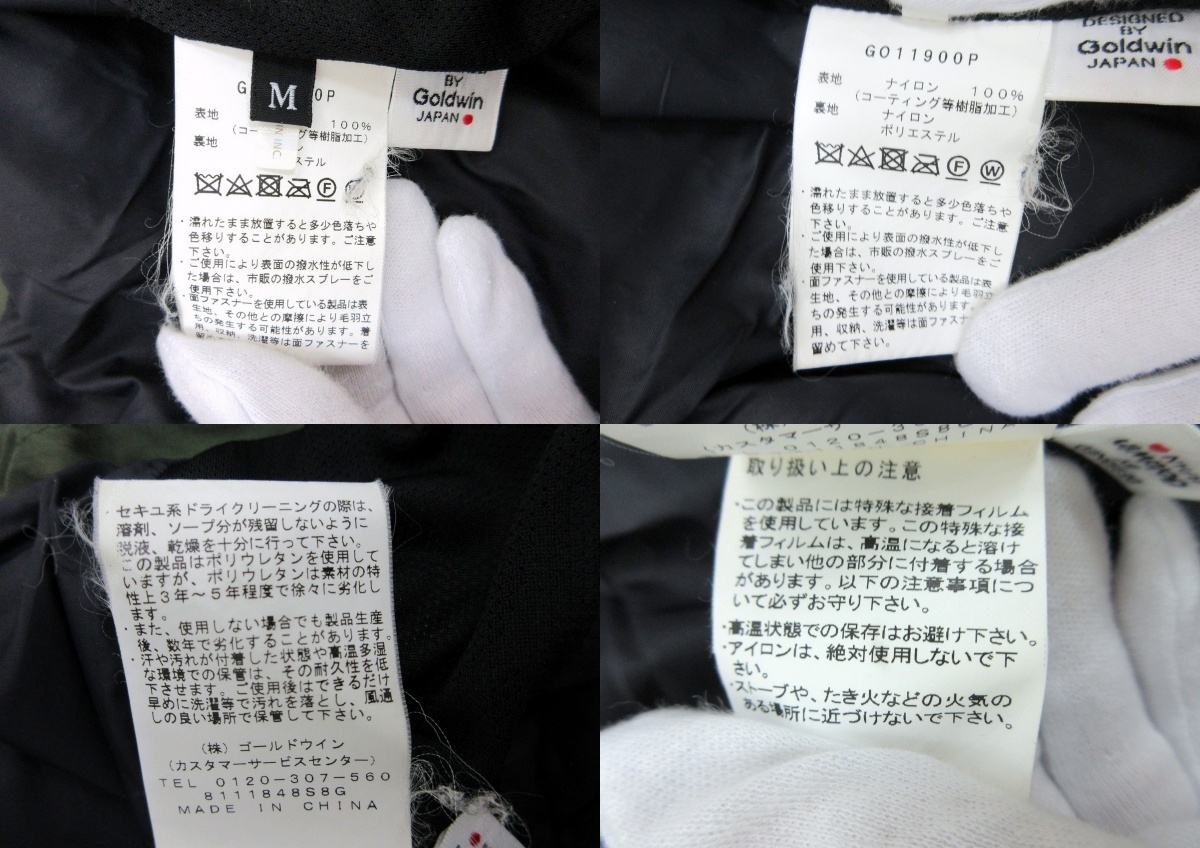 M
G 0P
表地
100%
(コー ング等樹脂加工)
裏地
ステル
F
・濡れたまま放置すると多少色落ちや
色移りすることがあります。ご注意
下さい。
・ご使用により表面の撥水性が低下し
た場合は、市販の撥水スプレーをご
使用下さい。
・面ファスナーを使用している製品は表
生地、その他との摩擦により毛羽立
ちの発生する可能性があります。着
用、収納、洗濯等は面ファスナーを
BY
Goldwin
JAPAN
GO11900P
表地 ナイロン 100%
(コーティング等樹脂加工)
裏地 ナイロン
ポリエステル
F W
・濡れたまま放置すると多少色落ちや
色移りすることがあります。ご注意
下さい。
・ご使用により表面の撥水性が低下し
た場合は、市販の撥水スプレーをご
使用下さい。
・面ファスナーを使用している製品は表
生地、その他との摩擦により毛羽立
ちの発生する可能性があります。
用、収納、洗濯等は面ファスナ
留めて下さい。
DESIGNED
BY
Goldwin
JAPAN
・セキユ系ドライクリーニングの際は、
溶剤、ソープ分が残留しないように
脱液、乾燥を十分に行って下さい。
この製品はポリウレタンを使用して
いますが、ポリウレタンは素材の特
性上3年〜5年程度で徐々に劣化し
ます。
・また、使用しない場合でも製品生産
後、数年で劣化することがあります。
・汗や汚れが付着した状態や高温多湿
な環境での保管は、その耐久性を低
下させます。ご使用後はできるだけ
早めに洗濯等で汚れを落とし、風通
しの良い場所で保管して下さい。
(株)ゴールドウイン
(カスタマーサービスセンター)
TEL 0120-307-560
8111848S8G
MADE IN CHINA
取り扱い上の注意
・この製品には特殊な接着フィルム
を使用しています。この特殊な接
着フィルムは、高温になると溶け
てしまい他の部分に付着する場合
があります。以下の注意事項につ
いて必ずお守り下さい。
・高温状態での保存はお避け下さい。
・アイロンは、絶対使用しないで下
さい。
・ストーブや、たき火などの火気の
ある場所に近づけないで下さい。